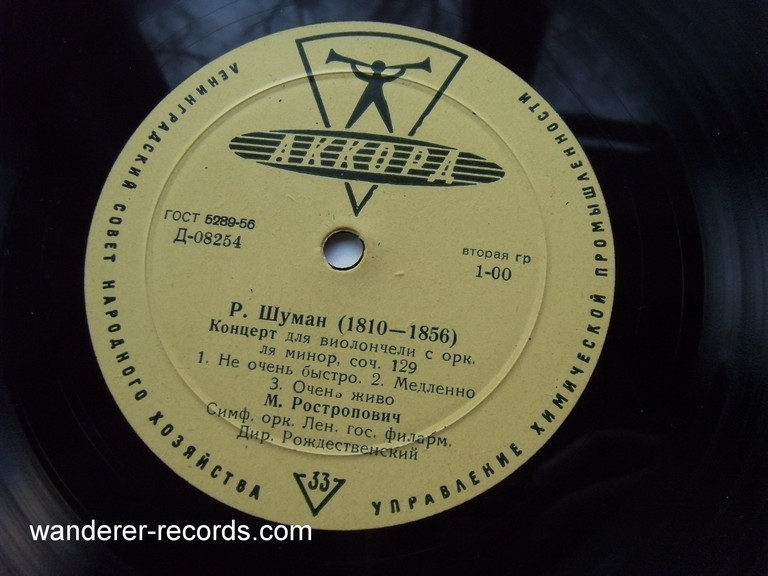 ЛЕНИНГРАДСКИЙ СОВЕТ НАРОДНОГО ХОЗЯЙСТВА
УПРАВЛЕНИЕ ХИМИЧЕСКОЙ ПРОМЫШЛЕННОСТИ
АККОРД
ГОСТ 5289-56
Д-08254
вторая гр
1-00
Р. Шуман (1810—1856)
Концерт для виолончели с орк.
ля минор, соч. 129
1. Не очень быстро. 2. Медленно
3. Очень живо
М. Ростропович
Симф. орк. Лен. гос. филарм.
Дир. Рождественский
33
wanderer-records.com